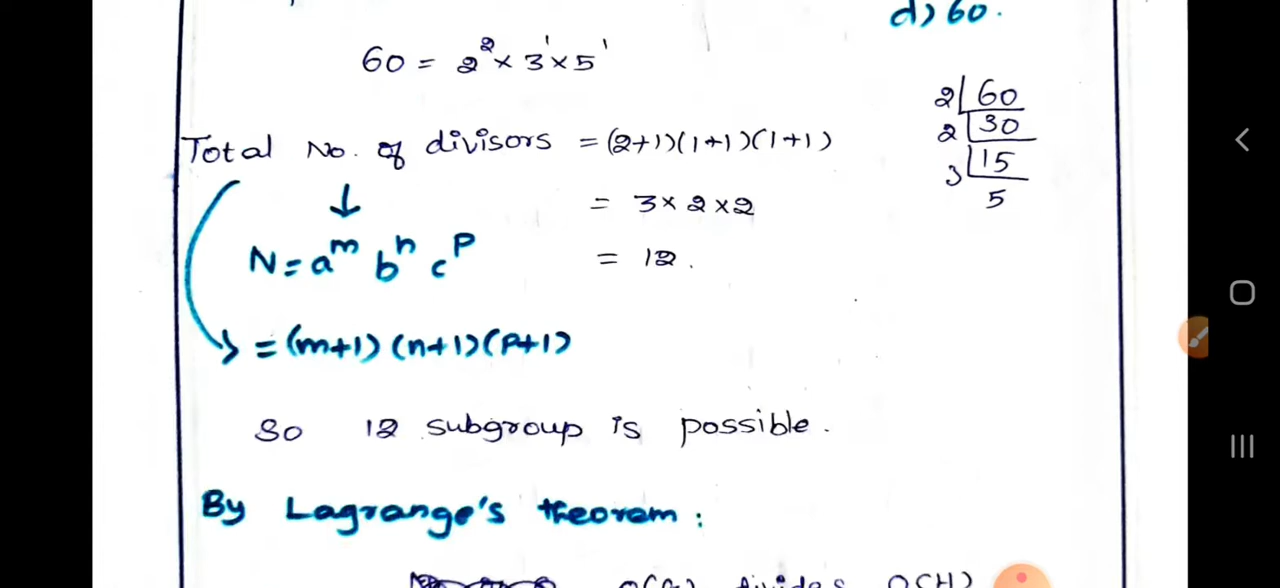 d) 60.
60 = 2² × 3¹ × 5¹
2 | 60
2 | 30
3 | 15
5
Total No. of divisors = (2+1)(1+1)(1+1)
= 3 × 2 × 2
= 12.
↓
N = a^m b^n c^p
→ = (m+1) (n+1) (p+1)
So 12 subgroup is possible.
By Lagrange's theorem :
divides O(H)